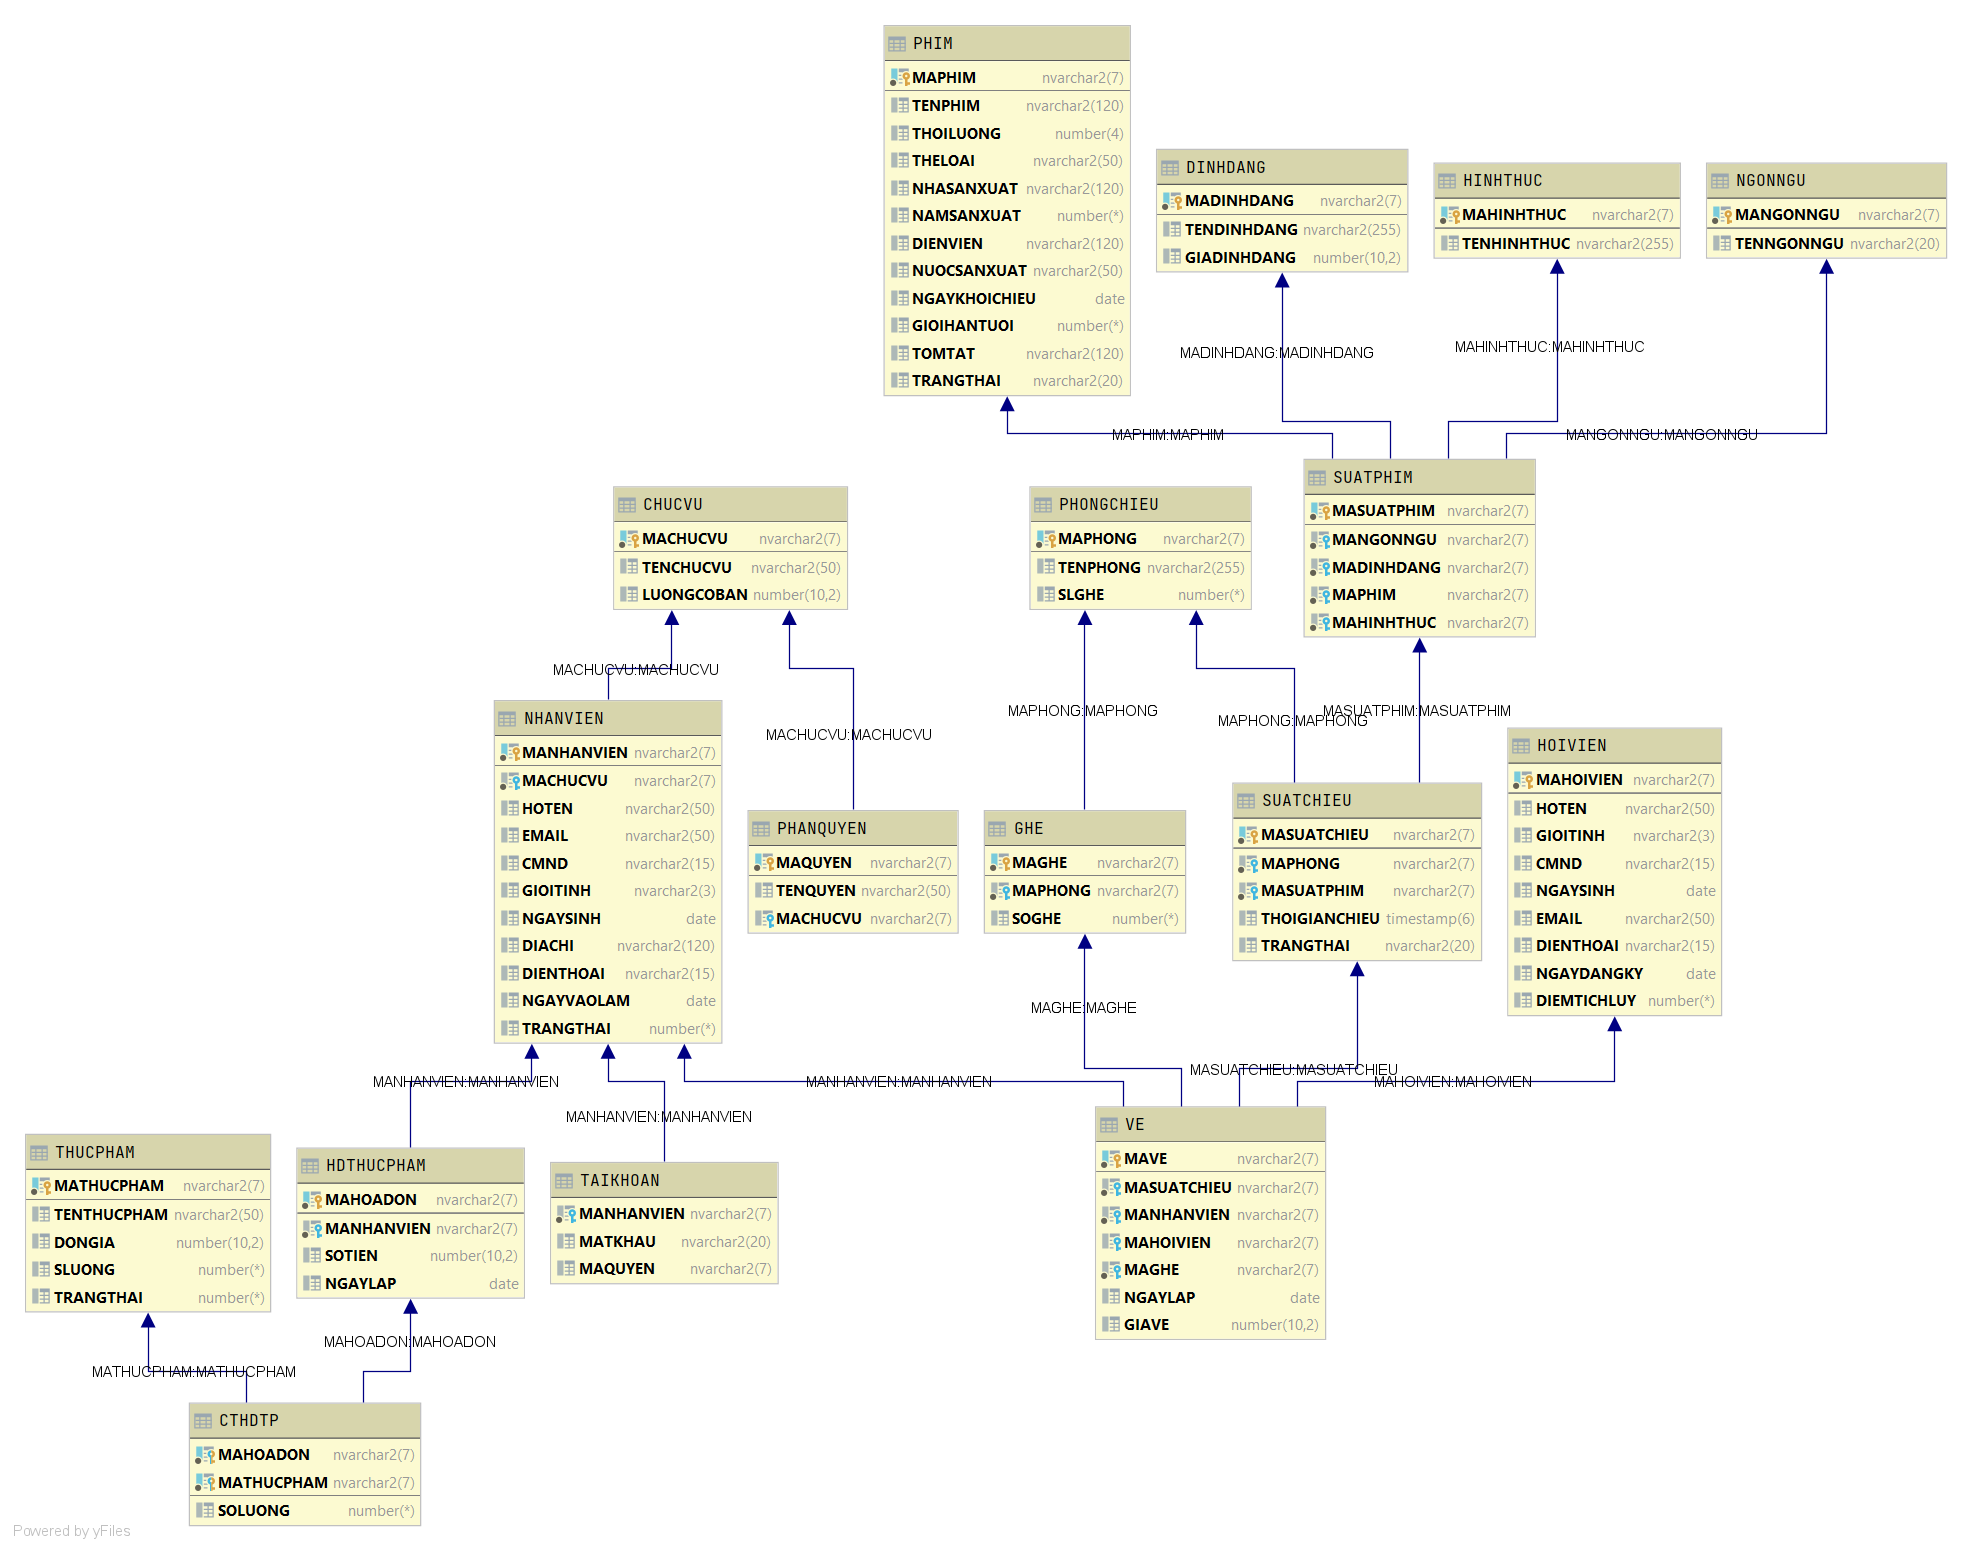 PHIM
MAPHIM nvarchar2(7)
TENPHIM nvarchar2(120)
THOILUONG number(4)
THELOAI nvarchar2(50)
NHASANXUAT nvarchar2(120)
NAMSANXUAT number(*)
DIENVIEN nvarchar2(120)
NUOCSANXUAT nvarchar2(50)
NGAYKHOICHIEU date
GIOIHANTUOI number(*)
TOMTAT nvarchar2(120)
TRANGTHAI nvarchar2(20)
DINHDANG
MADINHDANG nvarchar2(7)
TENDINHDANG nvarchar2(255)
GIADINHDANG number(10,2)
HINHTHUC
MAHINHTHUC nvarchar2(7)
TENHINHTHUC nvarchar2(255)
NGONNGU
MANGONNGU nvarchar2(7)
TENNGONNGU nvarchar2(20)
MADINHDANG:MADINHDANG
MAHINHTHUC:MAHINHTHUC
MAPHIM:MAPHIM
MANGONNGU:MANGONNGU
CHUCVU
MACHUCVU nvarchar2(7)
TENCHUCVU nvarchar2(50)
LUONGCOBAN number(10,2)
PHONGCHIEU
MAPHONG nvarchar2(7)
TENPHONG nvarchar2(255)
SLGHE number(*)
SUATPHIM
MASUATPHIM nvarchar2(7)
MANGONNGU nvarchar2(7)
MADINHDANG nvarchar2(7)
MAPHIM nvarchar2(7)
MAHINHTHUC nvarchar2(7)
MACHUCVU:MACHUCVU
MACHUCVU:MACHUCVU
MAPHONG:MAPHONG
MAPHONG:MAPHONG
MASUATPHIM:MASUATPHIM
NHANVIEN
MANHANVIEN nvarchar2(7)
MACHUCVU nvarchar2(7)
HOTEN nvarchar2(50)
EMAIL nvarchar2(50)
CMND nvarchar2(15)
GIOITINH nvarchar2(3)
NGAYSINH date
DIACHI nvarchar2(120)
DIENTHOAI nvarchar2(15)
NGAYVAOLAM date
TRANGTHAI number(*)
PHANQUYEN
MAQUYEN nvarchar2(7)
TENQUYEN nvarchar2(50)
MACHUCVU nvarchar2(7)
GHE
MAGHE nvarchar2(7)
MAPHONG nvarchar2(7)
SOGHE number(*)
SUATCHIEU
MASUATCHIEU nvarchar2(7)
MAPHONG nvarchar2(7)
MASUATPHIM nvarchar2(7)
THOIGIANCHIEU timestamp(6)
TRANGTHAI nvarchar2(20)
HOIVIEN
MAHOIVIEN nvarchar2(7)
HOTEN nvarchar2(50)
GIOITINH nvarchar2(3)
CMND nvarchar2(15)
NGAYSINH date
EMAIL nvarchar2(50)
DIENTHOAI nvarchar2(15)
NGAYDANGKY date
DIEMTICHLUY number(*)
MAGHE:MAGHE
MANHANVIEN:MANHANVIEN
MANHANVIEN:MANHANVIEN
MANHANVIEN:MANHANVIEN
MASUATCHIEU:MASUATCHIEU
MAHOIVIEN:MAHOIVIEN
THUCPHAM
MATHUCPHAM nvarchar2(7)
TENTHUCPHAM nvarchar2(50)
DONGIA number(10,2)
SLUONG number(*)
TRANGTHAI number(*)
HDTHUCPHAM
MAHOADON nvarchar2(7)
MANHANVIEN nvarchar2(7)
SOTIEN number(10,2)
NGAYLAP date
TAIKHOAN
MANHANVIEN nvarchar2(7)
MATKHAU nvarchar2(20)
MAQUYEN nvarchar2(7)
VE
MAVE nvarchar2(7)
MASUATCHIEU nvarchar2(7)
MANHANVIEN nvarchar2(7)
MAHOIVIEN nvarchar2(7)
MAGHE nvarchar2(7)
NGAYLAP date
GIAVE number(10,2)
MATHUCPHAM:MATHUCPHAM
MAHOADON:MAHOADON
CTHDTP
MAHOADON nvarchar2(7)
MATHUCPHAM nvarchar2(7)
SOLUONG number(*)
Powered by yFiles